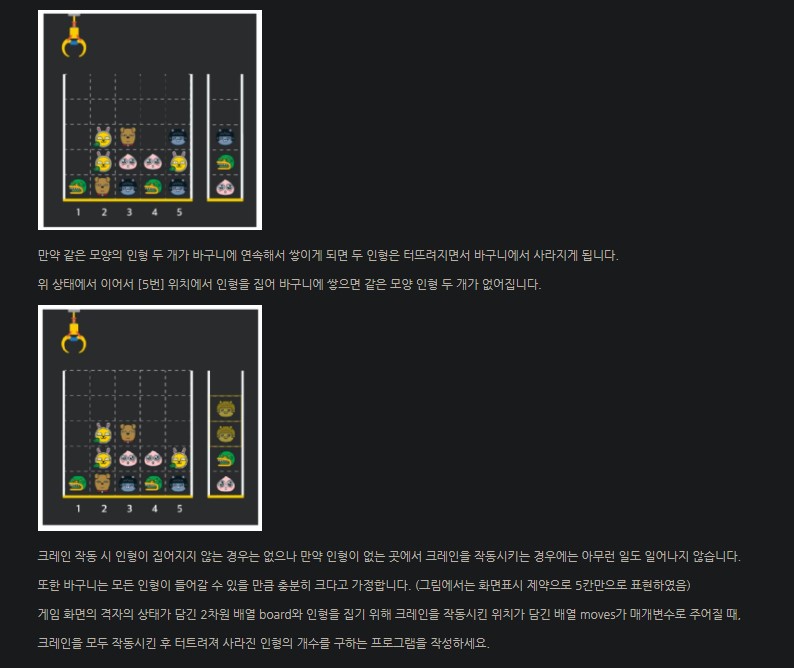 1 2 3 4 5
만약 같은 모양의 인형 두 개가 바구니에 연속해서 쌓이게 되면 두 인형은 터뜨려지면서 바구니에서 사라지게 됩니다.
위 상태에서 이어서 [5번] 위치에서 인형을 집어 바구니에 쌓으면 같은 모양 인형 두 개가 없어집니다.
1 2 3 4 5
크레인 작동 시 인형이 집어지지 않는 경우는 없으나 만약 인형이 없는 곳에서 크레인을 작동시키는 경우에는 아무런 일도 일어나지 않습니다.
또한 바구니는 모든 인형이 들어갈 수 있을 만큼 충분히 크다고 가정합니다. (그림에서는 화면표시 제약으로 5칸만으로 표현하였음)
게임 화면의 격자의 상태가 담긴 2차원 배열 board와 인형을 집기 위해 크레인을 작동시킨 위치가 담긴 배열 moves가 매개변수로 주어질 때,
크레인을 모두 작동시킨 후 터트려져 사라진 인형의 개수를 구하는 프로그램을 작성하세요.